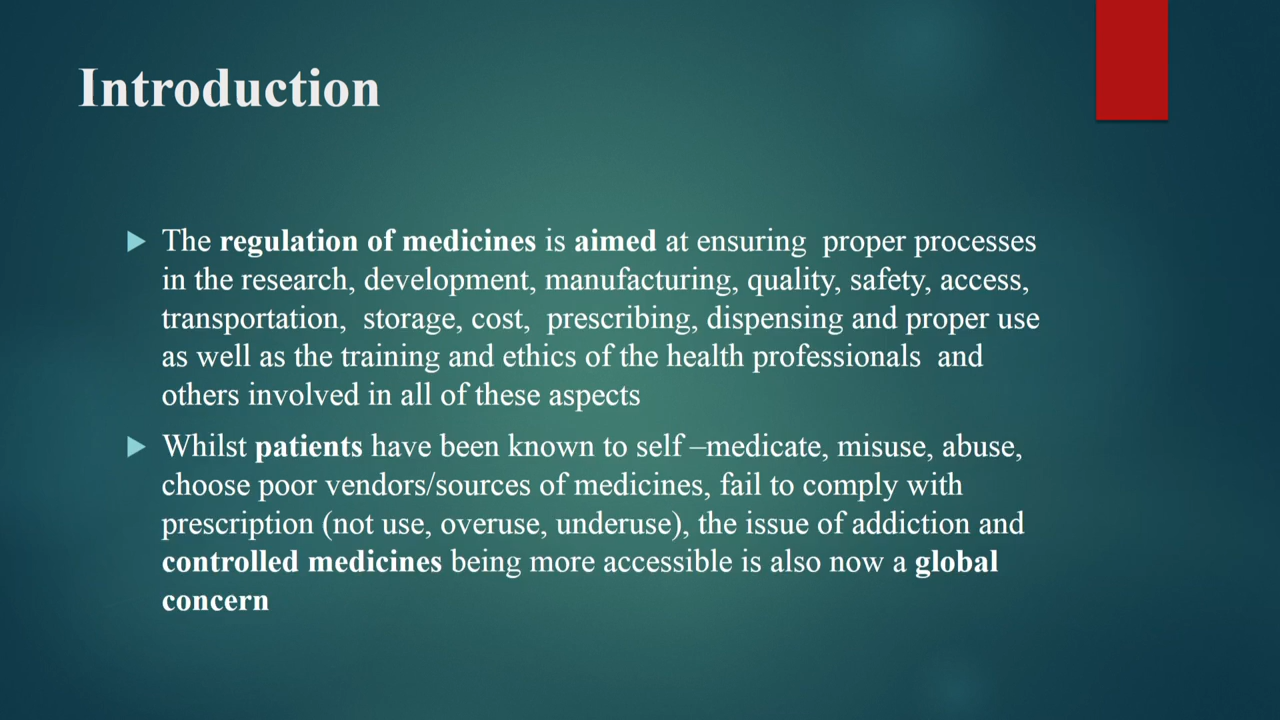 Introduction
The regulation of medicines is aimed at ensuring  proper processes
in the research, development, manufacturing, quality, safety, access,
transportation,  storage, cost,  prescribing, dispensing and proper use
as well as the training and ethics of the health professionals  and
others involved in all of these aspects
Whilst patients have been known to self –medicate, misuse, abuse,
choose poor vendors/sources of medicines, fail to comply with
prescription (not use, overuse, underuse), the issue of addiction and
controlled medicines being more accessible is also now a global
concern